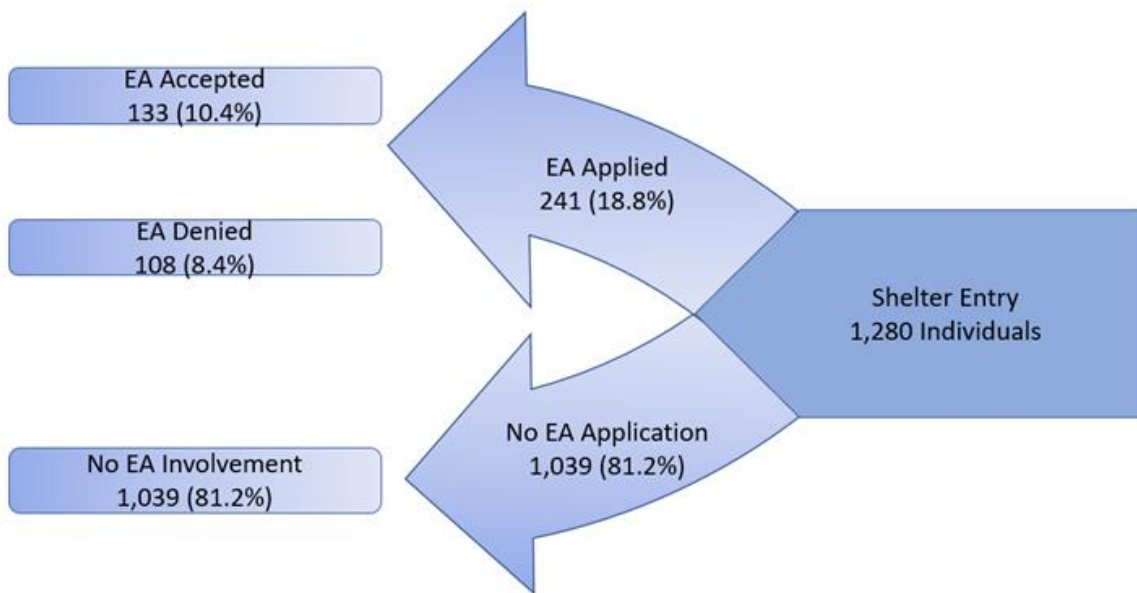 EA Accepted
133 (10.4%)
EA Applied
241 (18.8%)
EA Denied
108 (8.4%)
Shelter Entry
1,280 Individuals
No EA Application
1,039 (81.2%)
No EA Involvement
1,039 (81.2%)